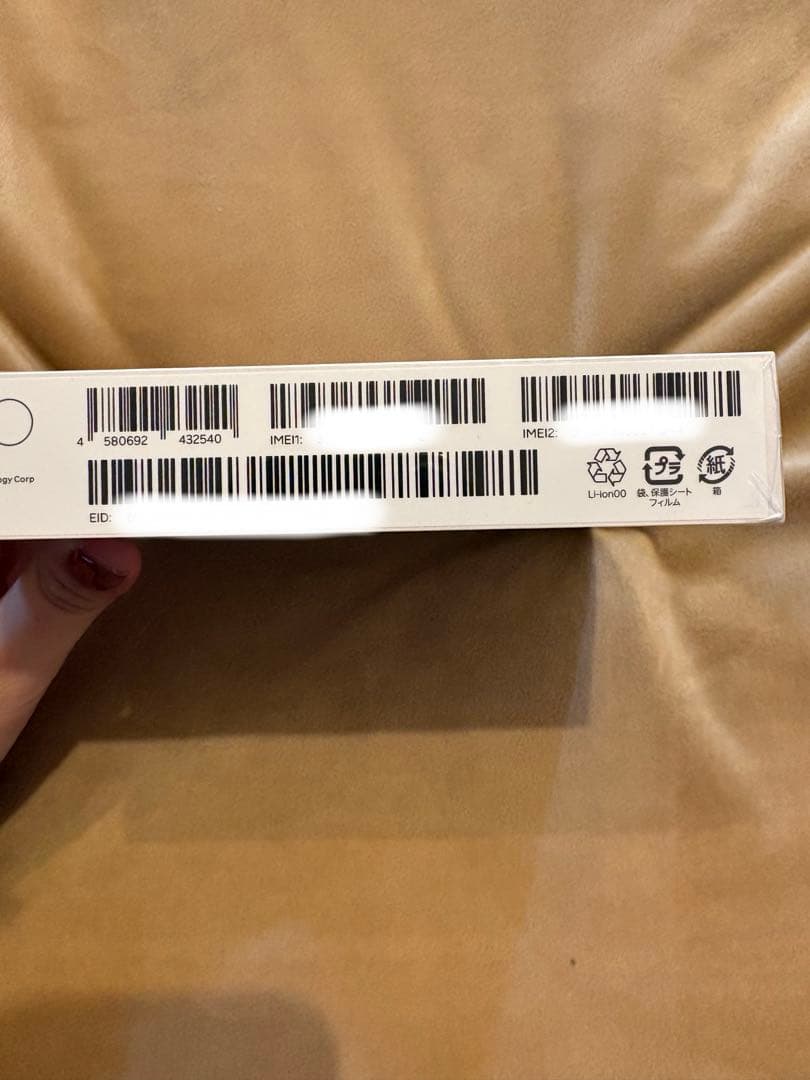 4 580692 432540
IMEI1:
IMEI2:
ogy Corp
EID:
Li-ion00
プラ
袋、保護シート
フィルム
紙
箱